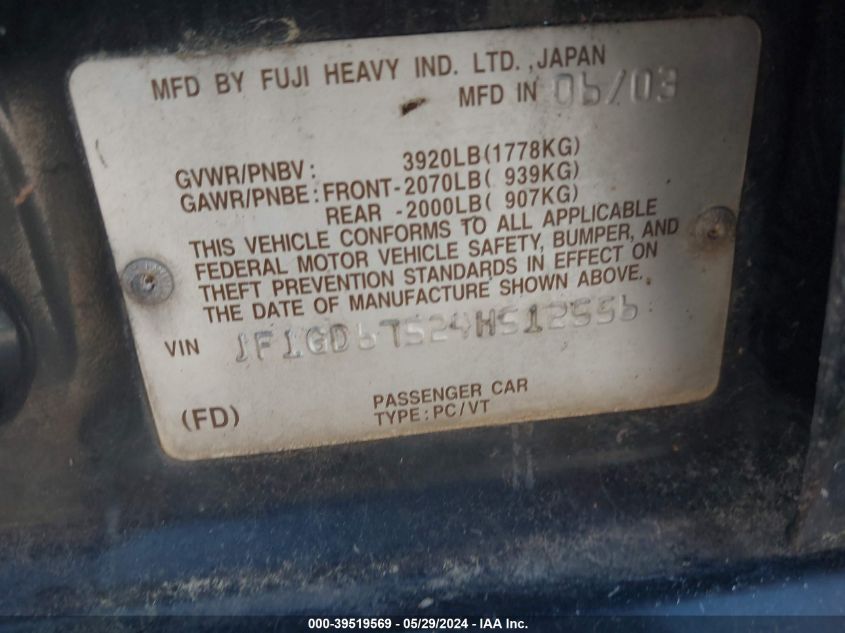 MFD BY FUJI HEAVY IND. LTD. ,JAPAN
MFD IN 06/03
GVWR/PNBV: 3920LB(1778KG)
GAWR/PNBE: FRONT-2070LB( 939KG)
REAR -2000LB( 907KG)
THIS VEHICLE CONFORMS TO ALL APPLICABLE
FEDERAL MOTOR VEHICLE SAFETY, BUMPER, AND
THEFT PREVENTION STANDARDS IN EFFECT ON
THE DATE OF MANUFACTURE SHOWN ABOVE.
VIN JF1GD67524H512556
(FD) PASSENGER CAR
TYPE: PC/VT
000-39519569 - 05/29/2024 - IAA Inc.